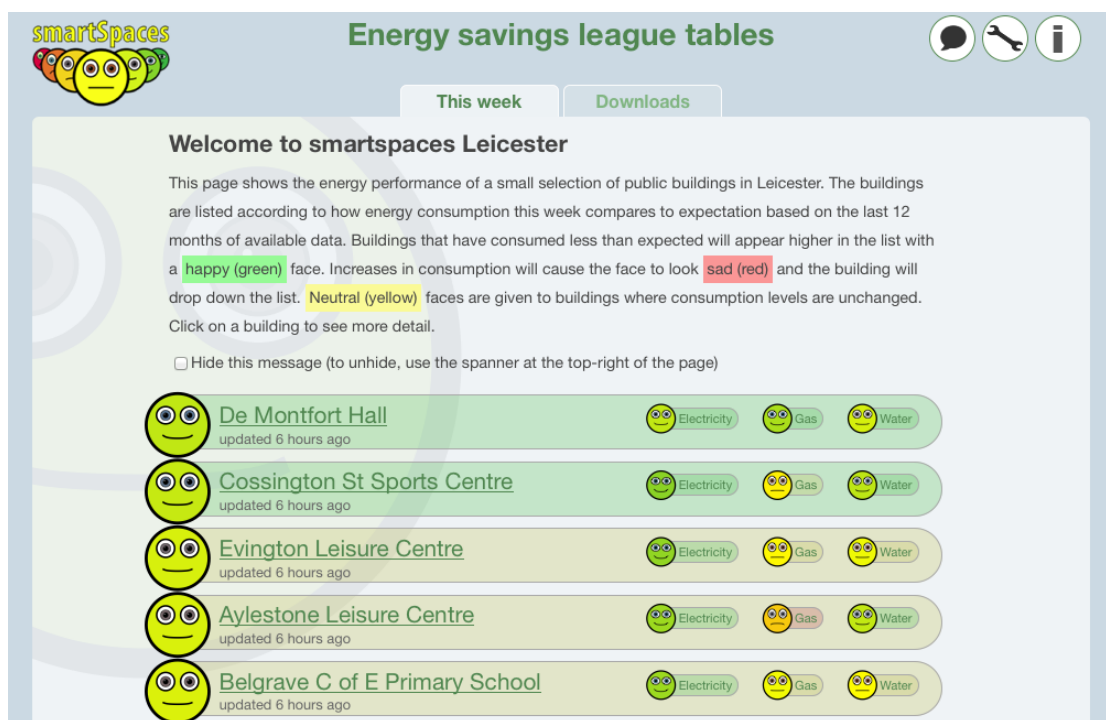 smartSpaces
Energy savings league tables
This week
Downloads
Welcome to smartspaces Leicester
This page shows the energy performance of a small selection of public buildings in Leicester. The buildings
are listed according to how energy consumption this week compares to expectation based on the last 12
months of available data. Buildings that have consumed less than expected will appear higher in the list with
a happy (green) face. Increases in consumption will cause the face to look sad (red) and the building will
drop down the list. Neutral (yellow) faces are given to buildings where consumption levels are unchanged.
Click on a building to see more detail.
Hide this message (to unhide, use the spanner at the top-right of the page)
De Montfort Hall
updated 6 hours ago
Electricity Gas Water
Cossington St Sports Centre
updated 6 hours ago
Electricity Gas Water
Evington Leisure Centre
updated 6 hours ago
Electricity Gas Water
Aylestone Leisure Centre
updated 6 hours ago
Electricity Gas Water
Belgrave C of E Primary School
updated 6 hours ago
Electricity Gas Water